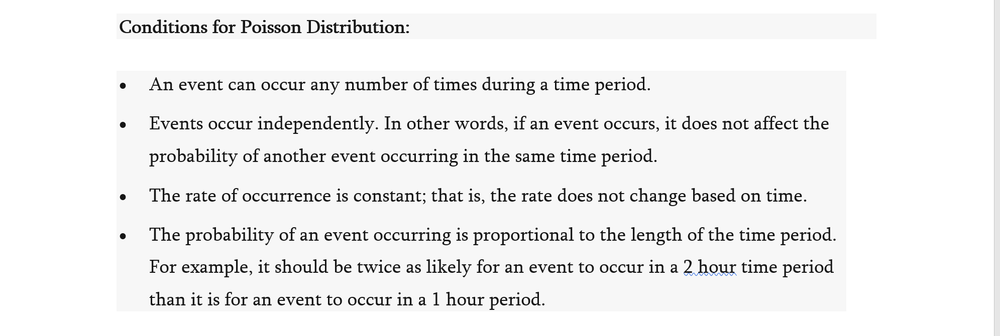 Conditions for Poisson Distribution:
• An event can occur any number of times during a time period.
• Events occur independently. In other words, if an event occurs, it does not affect the
probability of another event occurring in the same time period.
• The rate of occurrence is constant; that is, the rate does not change based on time.
• The probability of an event occurring is proportional to the length of the time period.
For example, it should be twice as likely for an event to occur in a 2 hour time period
than it is for an event to occur in a 1 hour period.